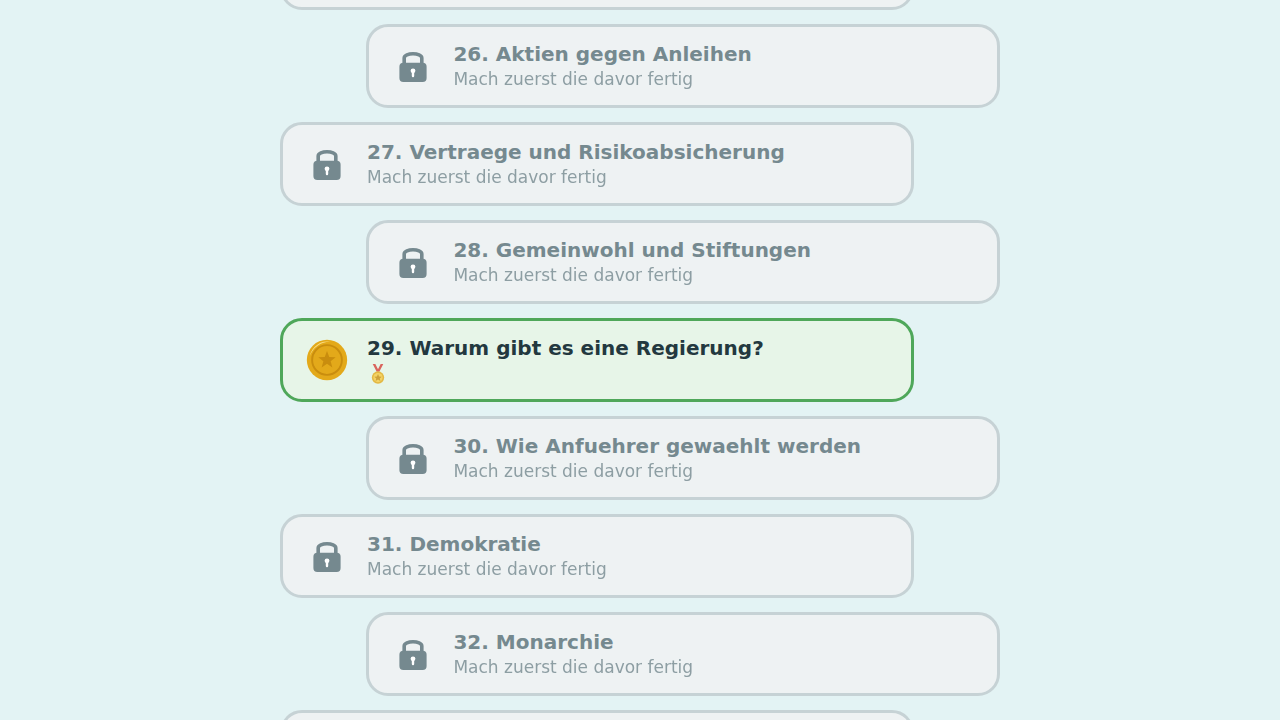 26. Aktien gegen Anleihen
Mach zuerst die davor fertig
27. Vertraege und Risikoabsicherung
Mach zuerst die davor fertig
28. Gemeinwohl und Stiftungen
Mach zuerst die davor fertig
29. Warum gibt es eine Regierung?
30. Wie Anfuehrer gewaehlt werden
Mach zuerst die davor fertig
31. Demokratie
Mach zuerst die davor fertig
32. Monarchie
Mach zuerst die davor fertig